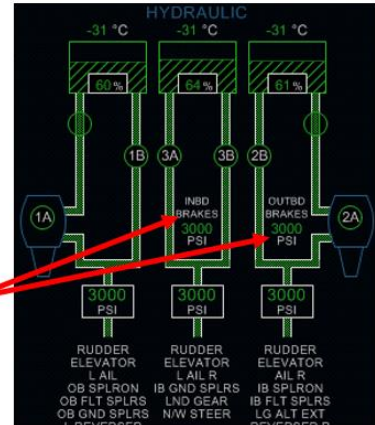 HYDRAULIC
-31 °C -31 °C -31 °C
60 % 64 % 61 %
1B 3A 3B 2B
1A INBD BRAKES 3000 PSI OUTBD BRAKES 3000 PSI 2A
3000 PSI 3000 PSI 3000 PSI
RUDDER RUDDER RUDDER
ELEVATOR ELEVATOR ELEVATOR
L AIL L AIL R AIL R
OB SPLRON IB GND SPLRS IB SPLRON
OB FLT SPLRS LND GEAR IB FLT SPLRS
OB GND SPLRS N/W STEER LG ALT EXT
L REVERSER REVERSER R